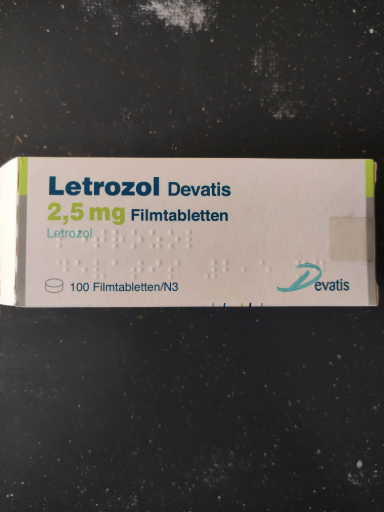 Letrozol Devatis
2,5 mg Filmtabletten
Letrozol
100 Filmtabletten/N3
Devatis